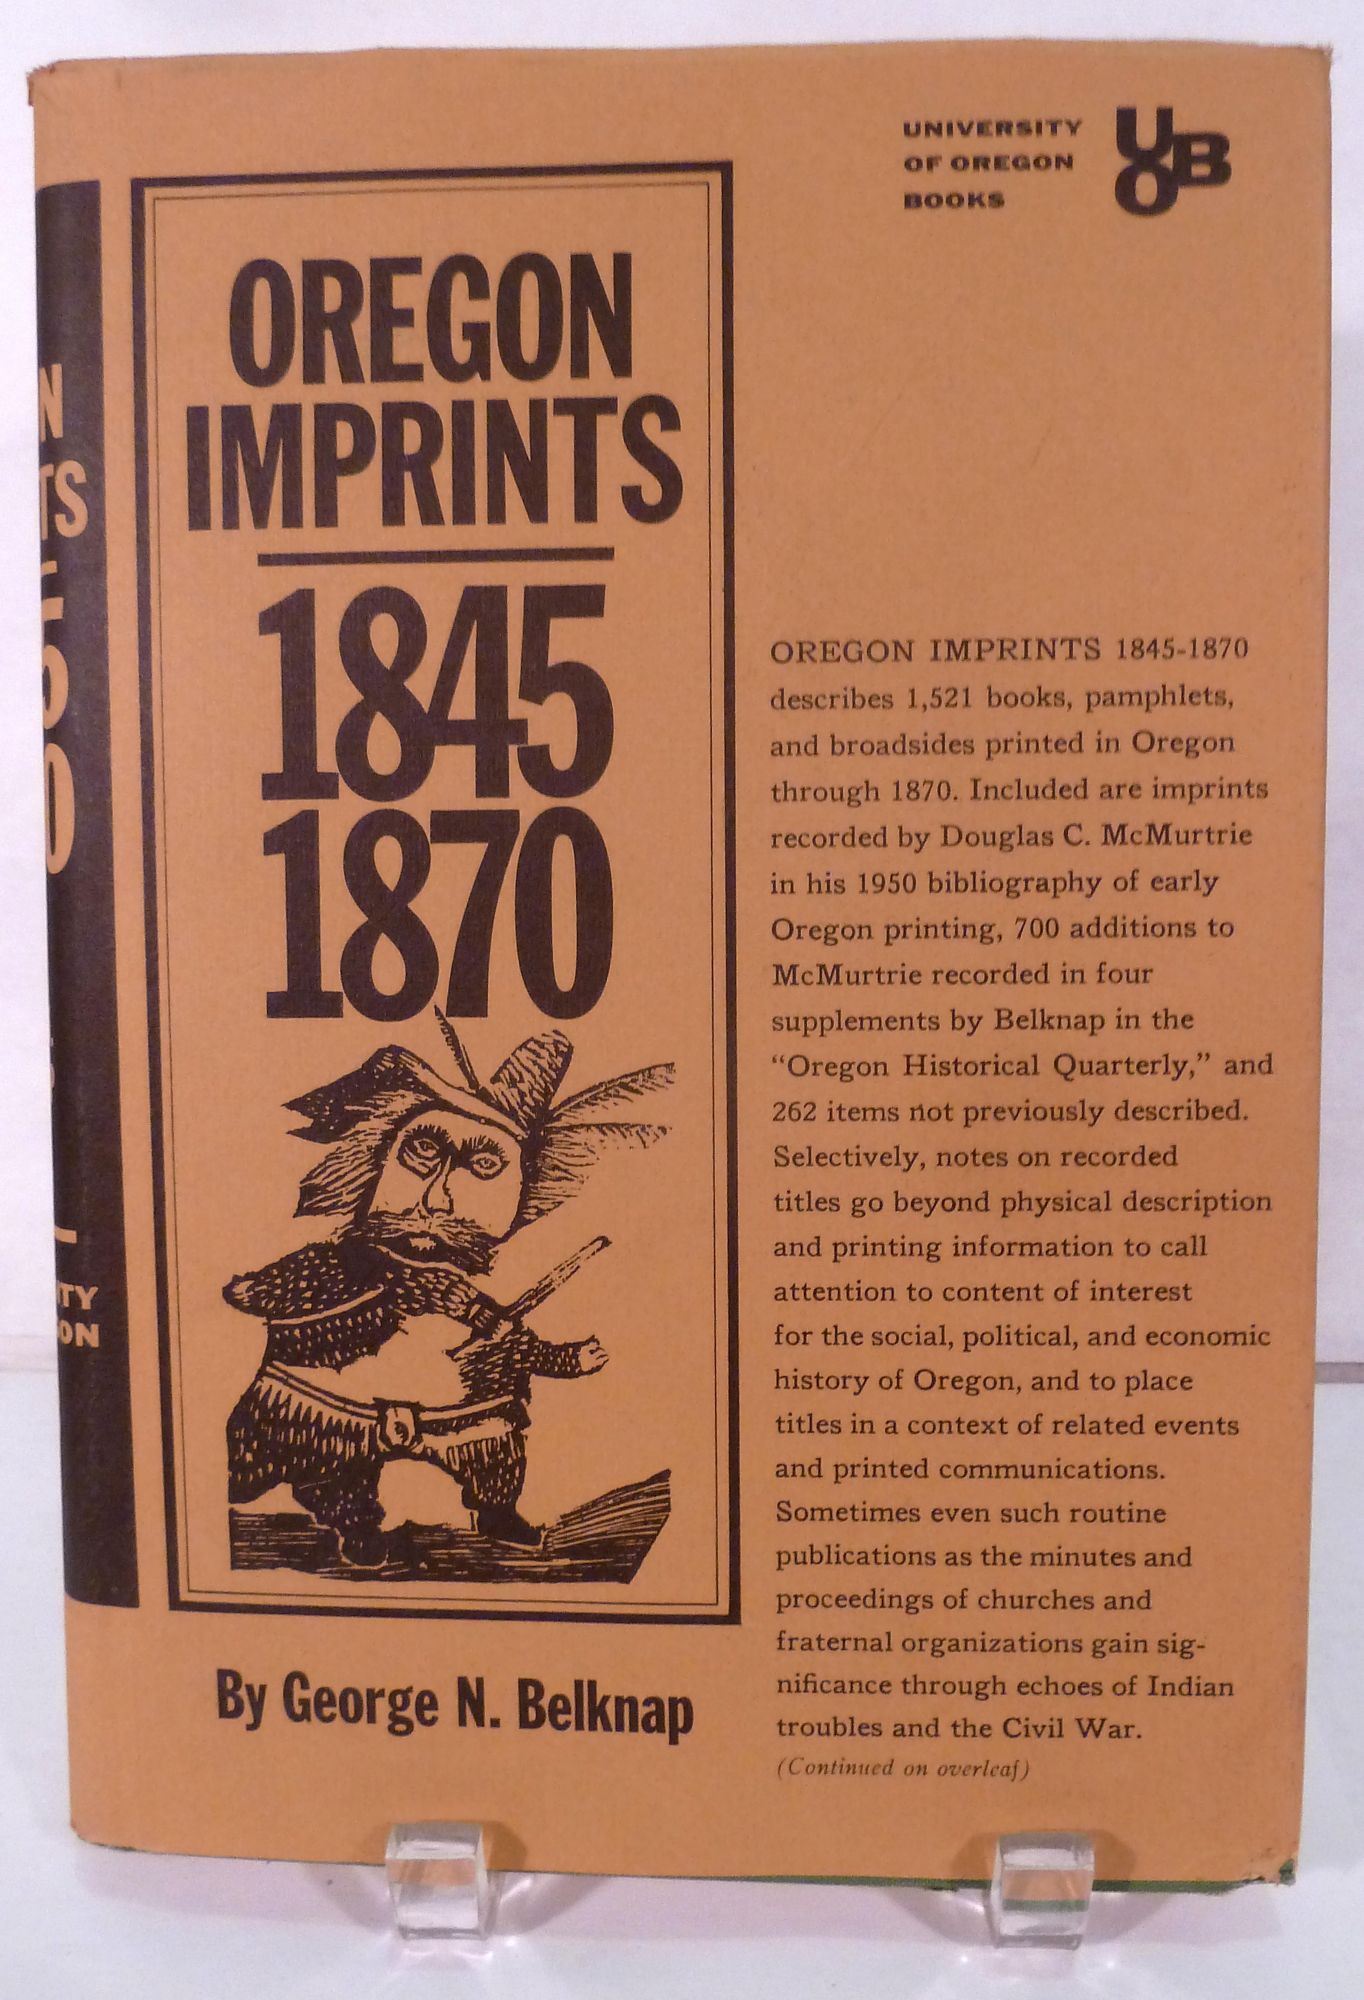 UNIVERSITY
OF OREGON
BOOKS
UOB
OREGON
IMPRINTS
1845
1870
By George N. Belknap
OREGON IMPRINTS 1845-1870
describes 1,521 books, pamphlets,
and broadsides printed in Oregon
through 1870. Included are imprints
recorded by Douglas C. McMurtrie
in his 1950 bibliography of early
Oregon printing, 700 additions to
McMurtrie recorded in four
supplements by Belknap in the
“Oregon Historical Quarterly,” and
262 items not previously described.
Selectively, notes on recorded
titles go beyond physical description
and printing information to call
attention to content of interest
for the social, political, and economic
history of Oregon, and to place
titles in a context of related events
and printed communications.
Sometimes even such routine
publications as the minutes and
proceedings of churches and
fraternal organizations gain sig-
nificance through echoes of Indian
troubles and the Civil War.
(Continued on overleaf)